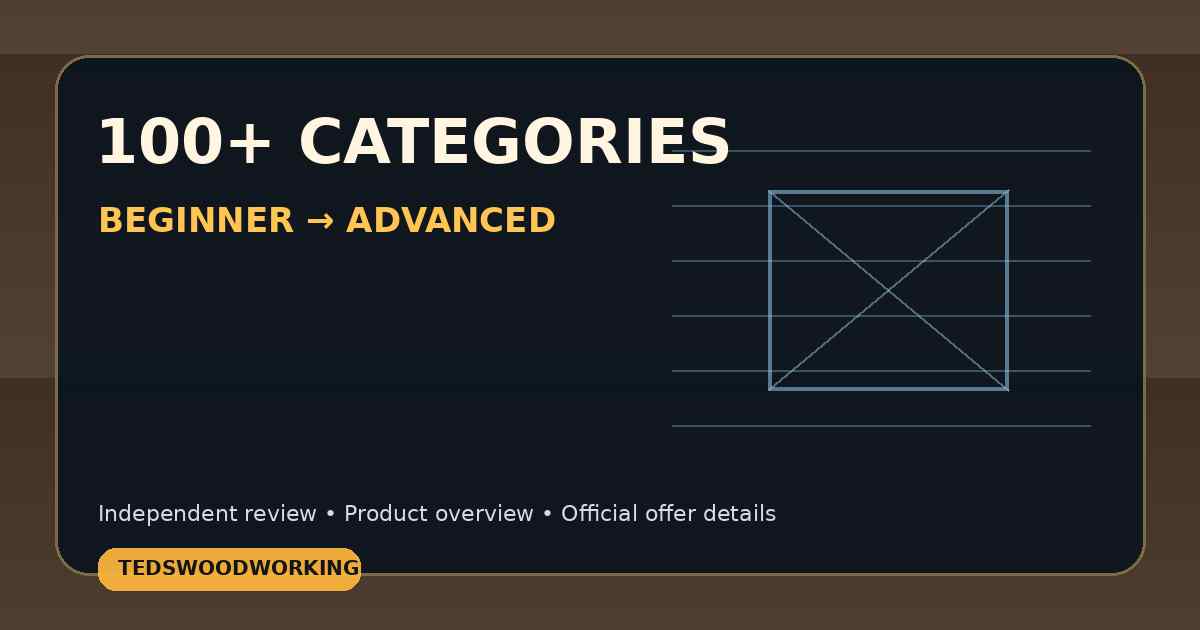 100+ CATEGORIES
BEGINNER → ADVANCED
Independent review • Product overview • Official offer details
TEDSWOODWORKING